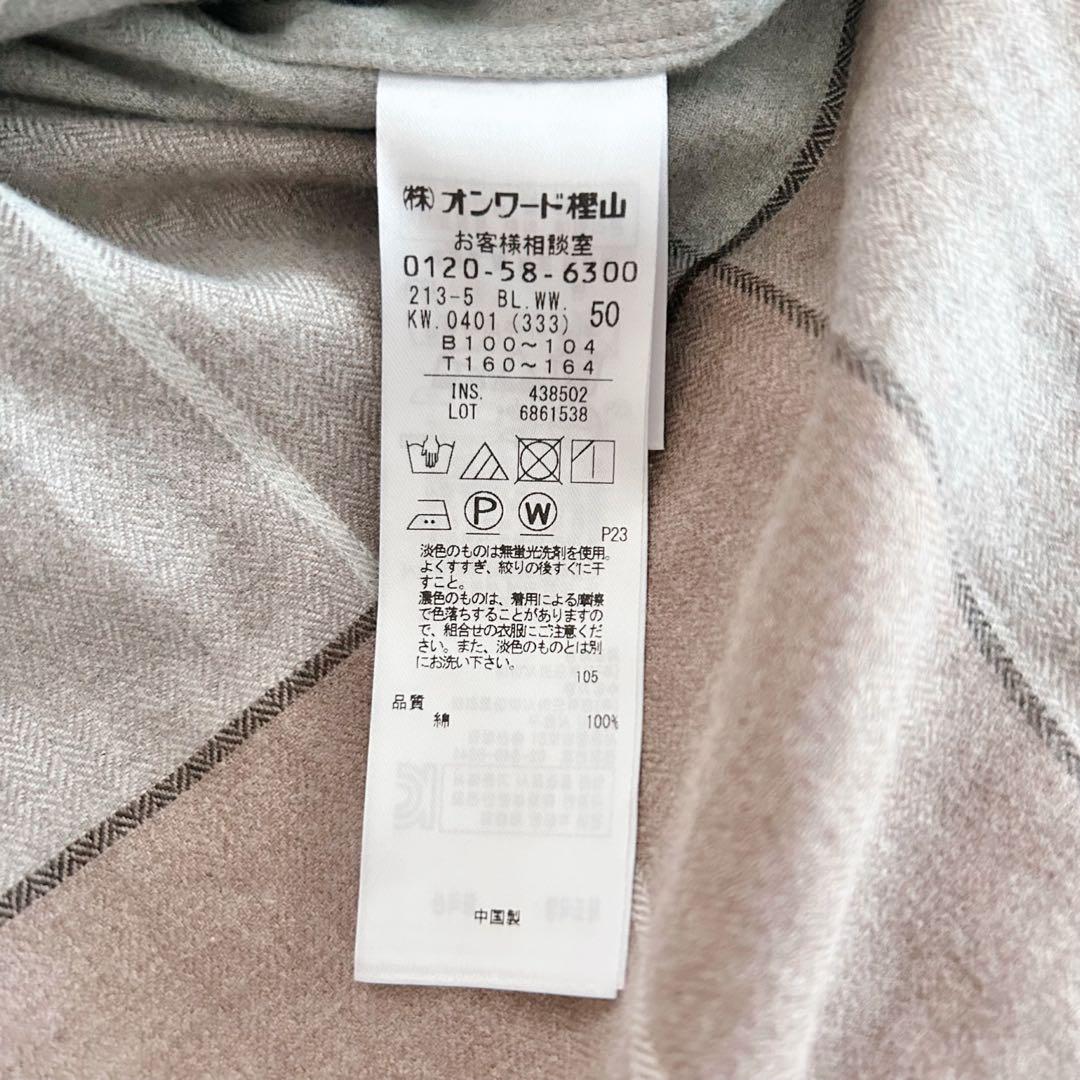 ㈱オンワード樫山
お客様相談室
0120-58-6300
213-5 BL.WW.
KW.0401 (333) 50
B100～104
T160～164
INS. 438502
LOT 6861538
P W
P23
淡色のものは無蛍光洗剤を使用。
よくすすぎ、絞りの後すぐに干
すこと。
濃色のものは、着用による摩擦
で色落ちすることがありますの
で、組合せの衣服にご注意くだ
さい。また、淡色のものとは別
にお洗い下さい。
105
品質
綿 100%
中国製